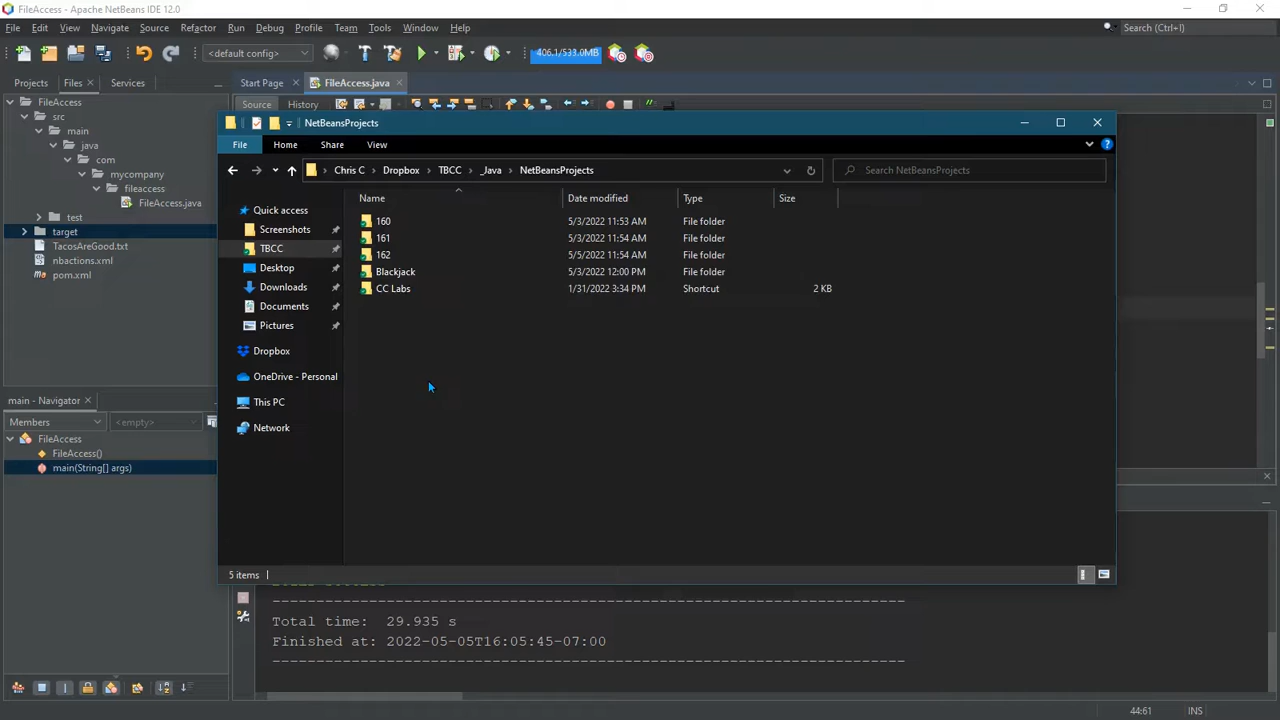 FileAccess - Apache NetBeans IDE 12.0
File Edit View Navigate Source Refactor Run Debug Profile Team Tools Window Help
Search (Ctrl+I)
<default config>
406.1/533.0MB
Projects Files Services
Start Page FileAccess.java
Source History
FileAccess
src
main
java
com
mycompany
fileaccess
FileAccess.java
test
target
TacosAreGood.txt
nbactions.xml
pom.xml
main - Navigator
Members <empty>
FileAccess
FileAccess()
main(String[] args)
NetBeansProjects
File Home Share View
Chris C Dropbox TBCC _Java NetBeansProjects
Search NetBeansProjects
Quick access
Screenshots
TBCC
Desktop
Downloads
Documents
Pictures
Dropbox
OneDrive - Personal
This PC
Network
Name Date modified Type Size
160 5/3/2022 11:53 AM File folder
161 5/3/2022 11:54 AM File folder
162 5/5/2022 11:54 AM File folder
Blackjack 5/3/2022 12:00 PM File folder
CC Labs 1/31/2022 3:34 PM Shortcut 2 KB
5 items
------------------------------------------------------------------------
Total time:  29.935 s
Finished at: 2022-05-05T16:05:45-07:00
------------------------------------------------------------------------
44:61 INS